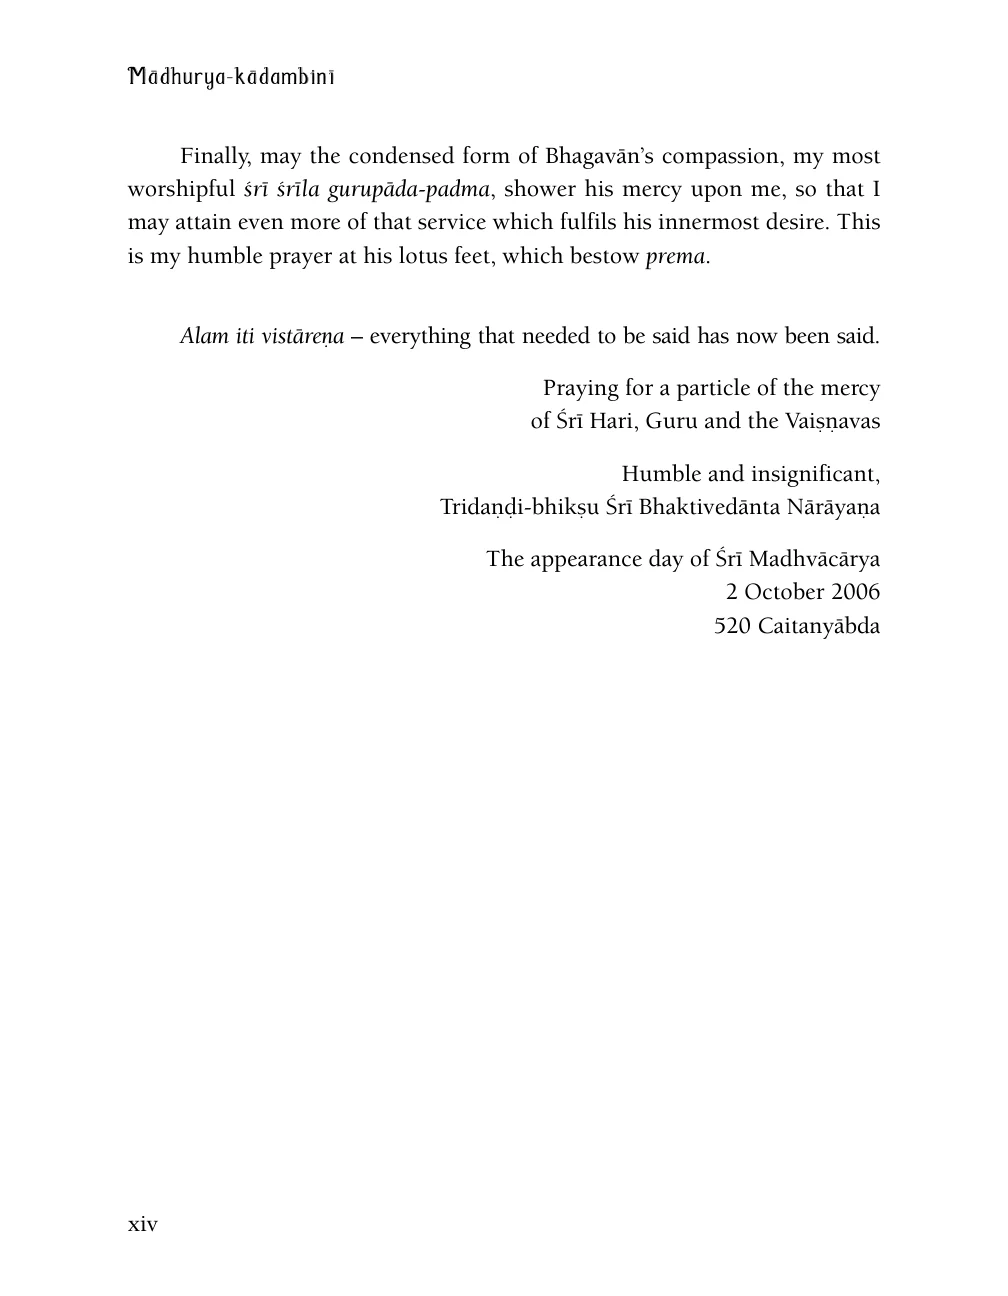 Mādhurya-kādambinī
Finally, may the condensed form of Bhagavān’s compassion, my most
worshipful śrī śrīla gurupāda-padma, shower his mercy upon me, so that I
may attain even more of that service which fulfils his innermost desire. This
is my humble prayer at his lotus feet, which bestow prema.
Alam iti vistāreṇa – everything that needed to be said has now been said.
Praying for a particle of the mercy
of Śrī Hari, Guru and the Vaiṣṇavas
Humble and insignificant,
Tridaṇḍi-bhikṣu Śrī Bhaktivedānta Nārāyaṇa
The appearance day of Śrī Madhvācārya
2 October 2006
520 Caitanyābda
xiv